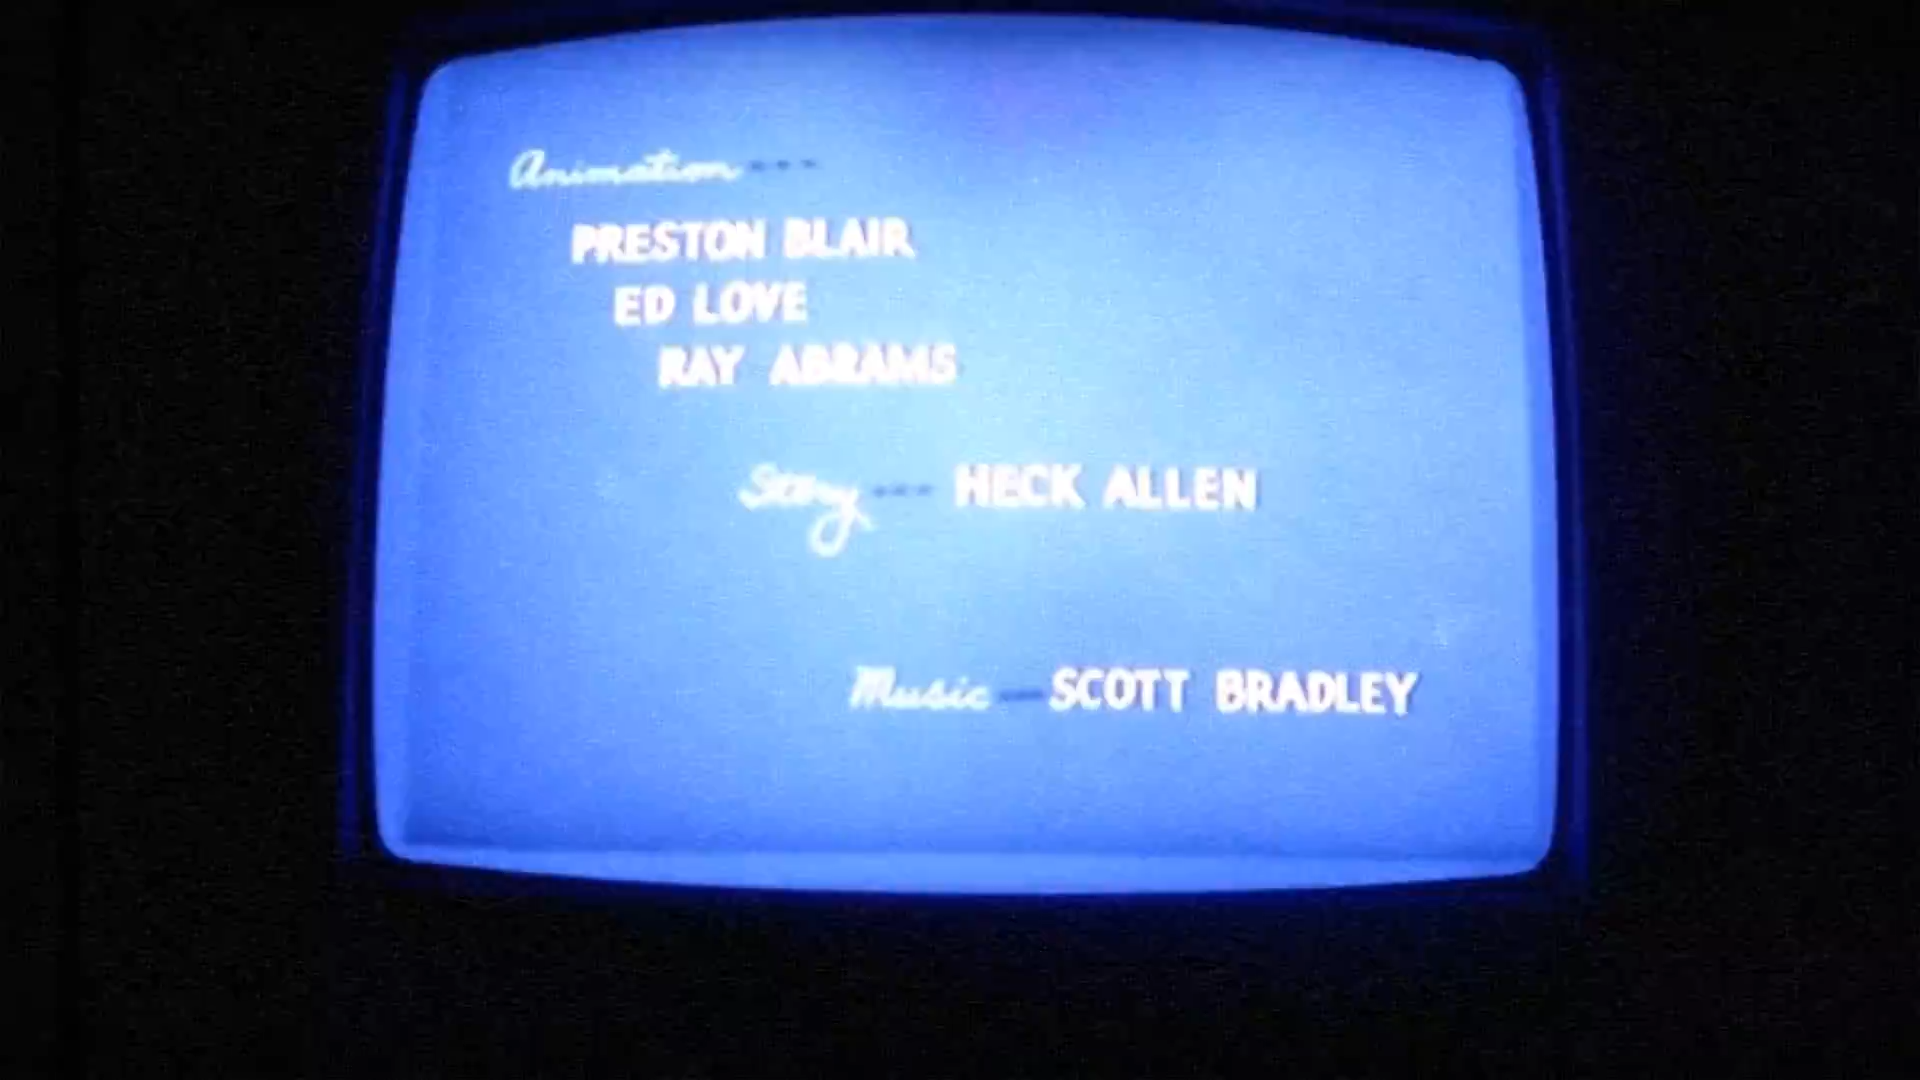 Animation ---
PRESTON BLAIR
ED LOVE
RAY ABRAMS
Story --- HECK ALLEN
Music — SCOTT BRADLEY